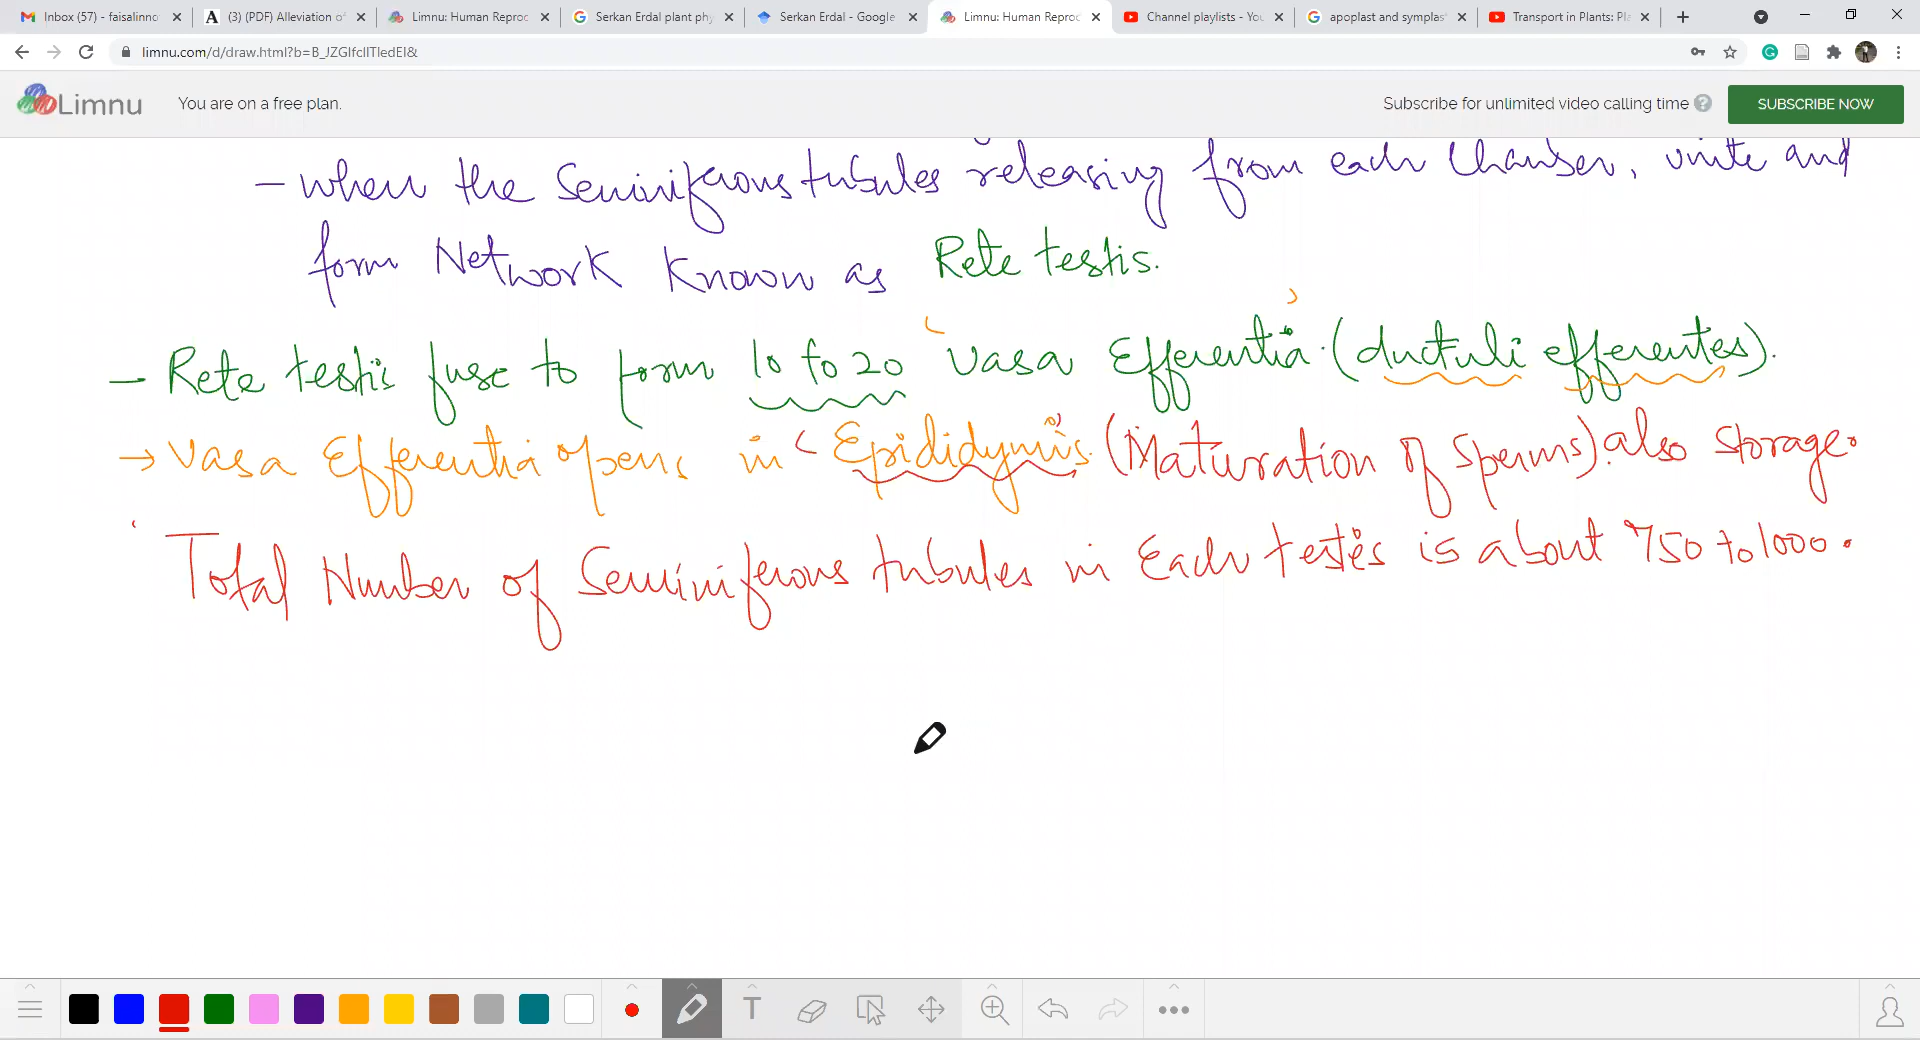 Inbox (57) - faisalinno
(3) (PDF) Alleviation of
Limnu: Human Reproc
Serkan Erdal plant phy
Serkan Erdal - Google
Limnu: Human Reproc
Channel playlists - You
apoplast and symplas
Transport in Plants: Pla
limnu.com/d/draw.html?b=B_JZGIfclITledEI&
Limnu
You are on a free plan.
Subscribe for unlimited video calling time ?
SUBSCRIBE NOW
- When the Seminiferous tubules releasing from each Chamber, unite and
form Network Known as Rete testis.
- Rete testis fuse to form 10 to 20 Vasa Efferentia. (ductuli efferentes).
→ Vasa Efferentia opens in Epididymis. (Maturation of Sperms). also storage.
Total Number of Seminiferous tubules in Each testes is about 750 to 1000.
T